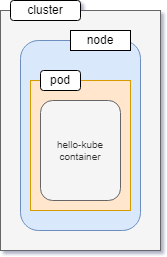 cluster
node
pod
hello-kube
container